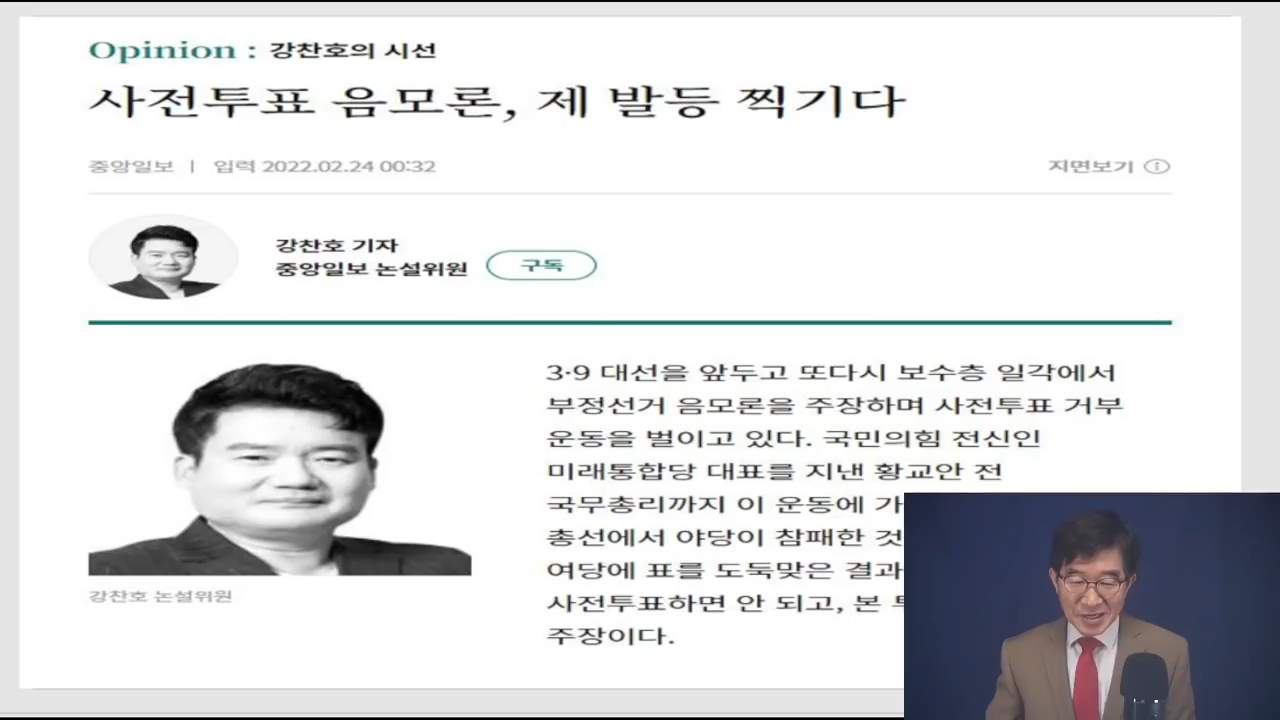 Opinion : 강찬호의 시선
사전투표 음모론, 제 발등 찍기다
중앙일보 | 입력 2022.02.24 00:32
지면보기
강찬호 기자
중앙일보 논설위원
구독
3·9 대선을 앞두고 또다시 보수층 일각에서
부정선거 음모론을 주장하며 사전투표 거부
운동을 벌이고 있다. 국민의힘 전신인
미래통합당 대표를 지낸 황교안 전
국무총리까지 이 운동에 가
총선에서 야당이 참패한 것
여당에 표를 도둑맞은 결과
사전투표하면 안 되고, 본
주장이다.
강찬호 논설위원